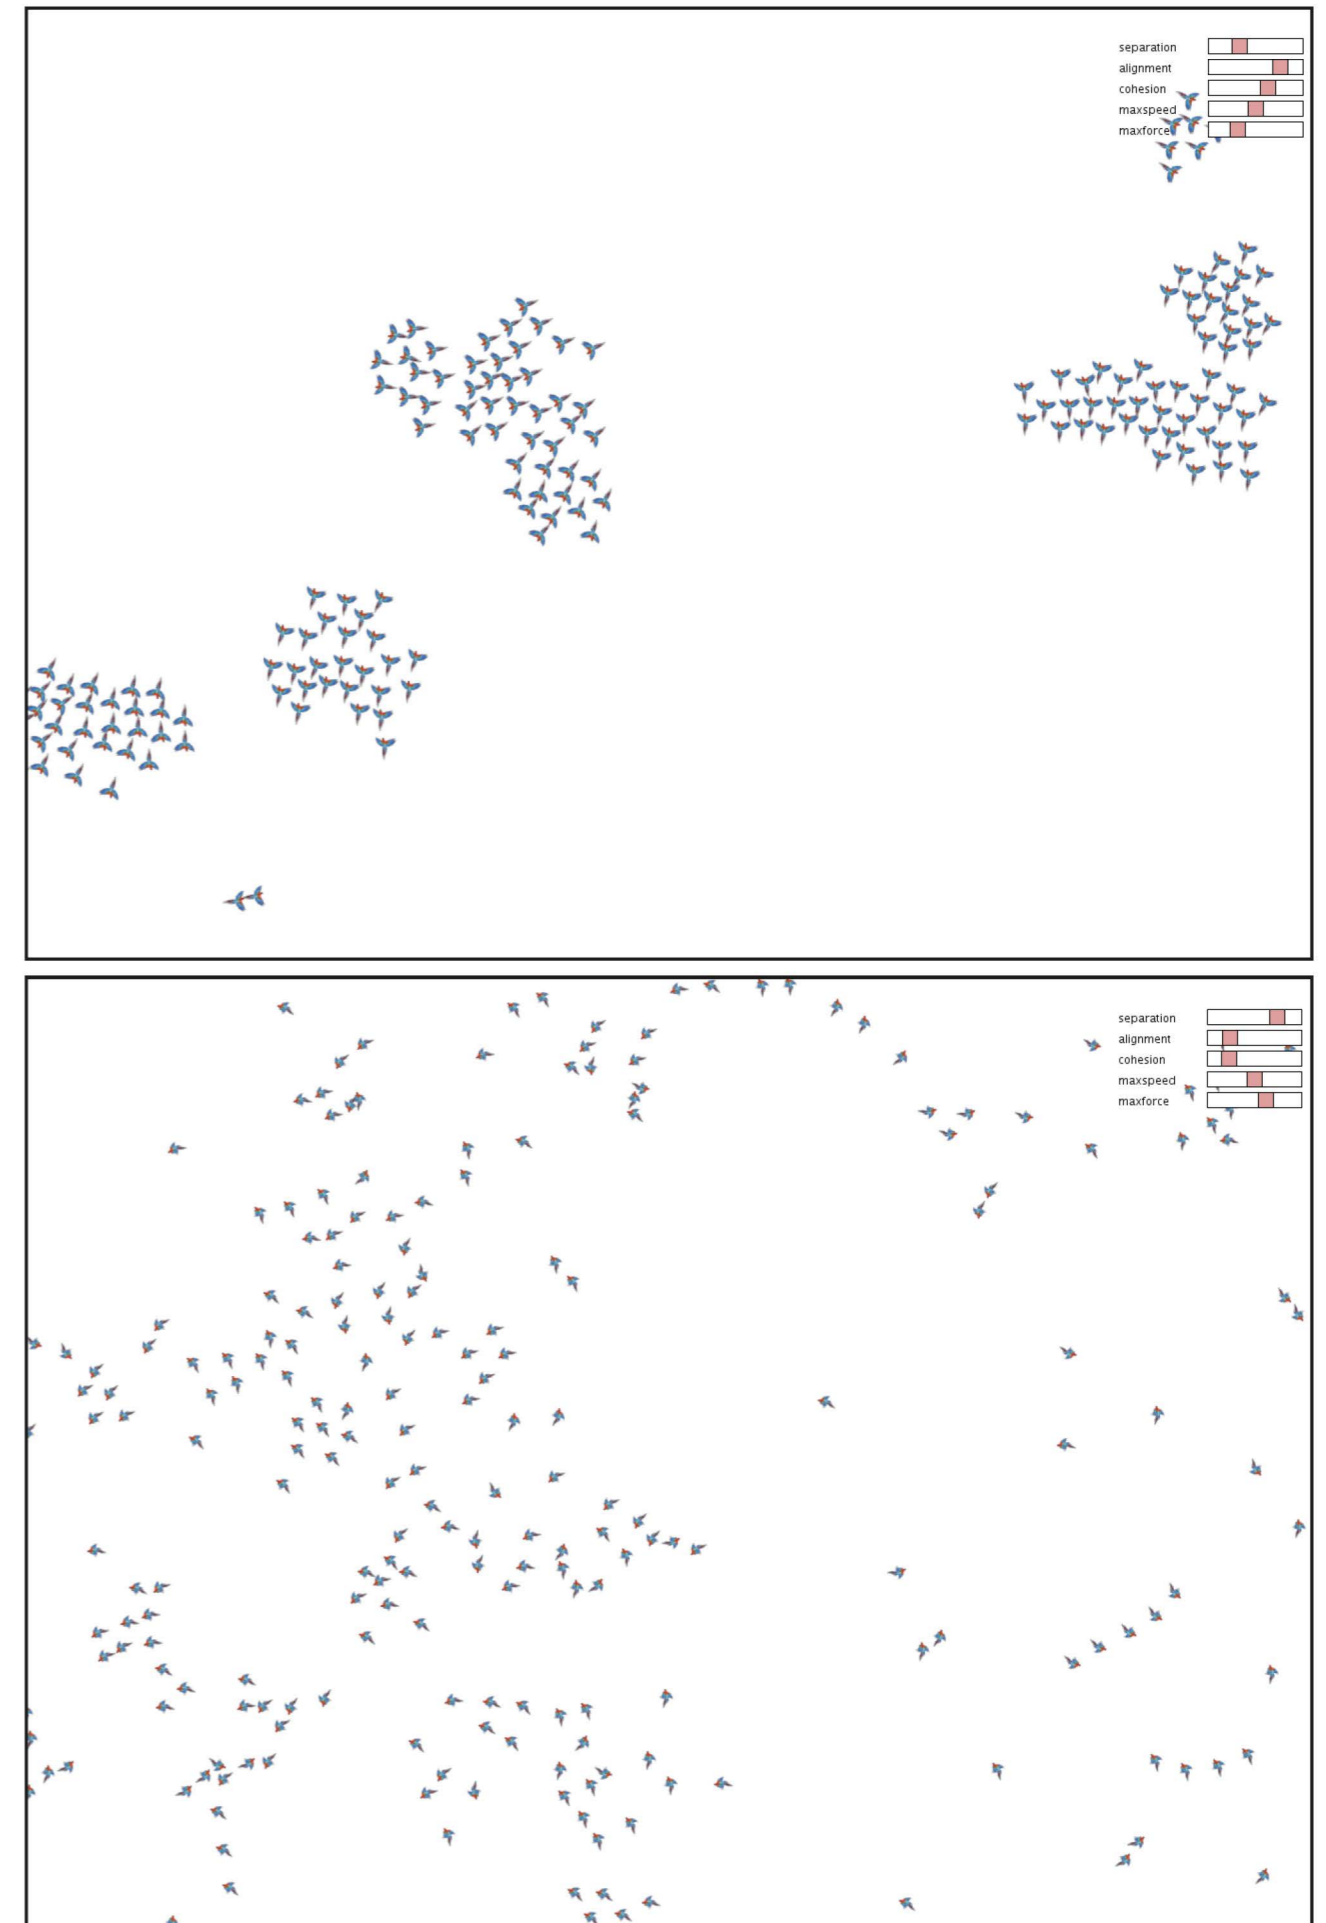 separation
alignment
cohesion
maxspeed
maxforce
separation
alignment
cohesion
maxspeed
maxforce